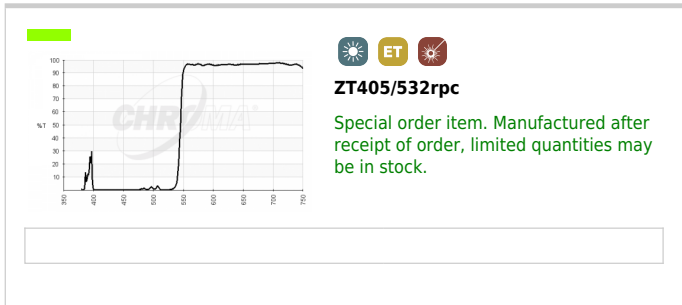 ET
ZT405/532rpc
Special order item. Manufactured after
receipt of order, limited quantities may
be in stock.
100
90
80
70
60
50
40
30
20
10
%T
CHROMA
350
400
450
500
550
600
650
700
750